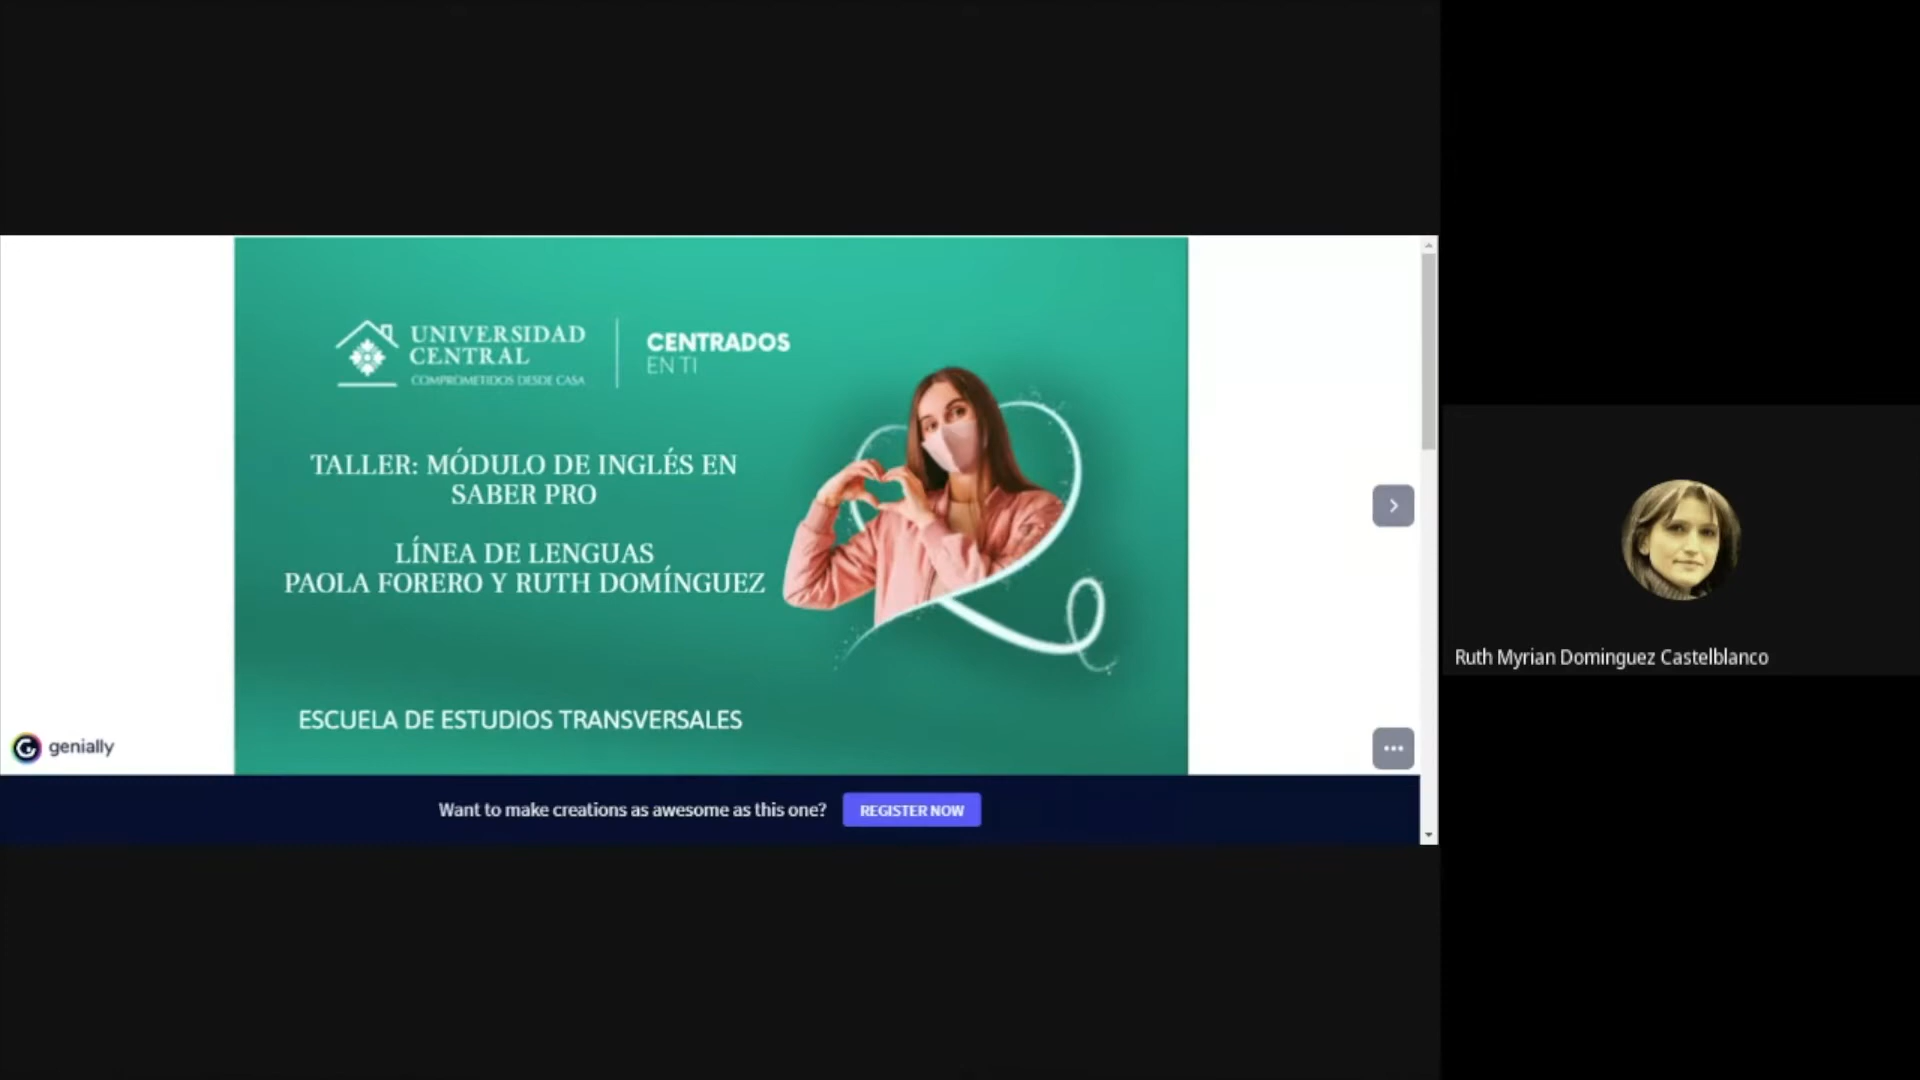 UNIVERSIDAD
CENTRAL
COMPROMETIDOS DESDE CASA
CENTRADOS
EN TI
TALLER: MÓDULO DE INGLÉS EN
SABER PRO
LÍNEA DE LENGUAS
PAOLA FORERO Y RUTH DOMÍNGUEZ
ESCUELA DE ESTUDIOS TRANSVERSALES
genially
Want to make creations as awesome as this one?
REGISTER NOW
Ruth Myrian Dominguez Castelblanco